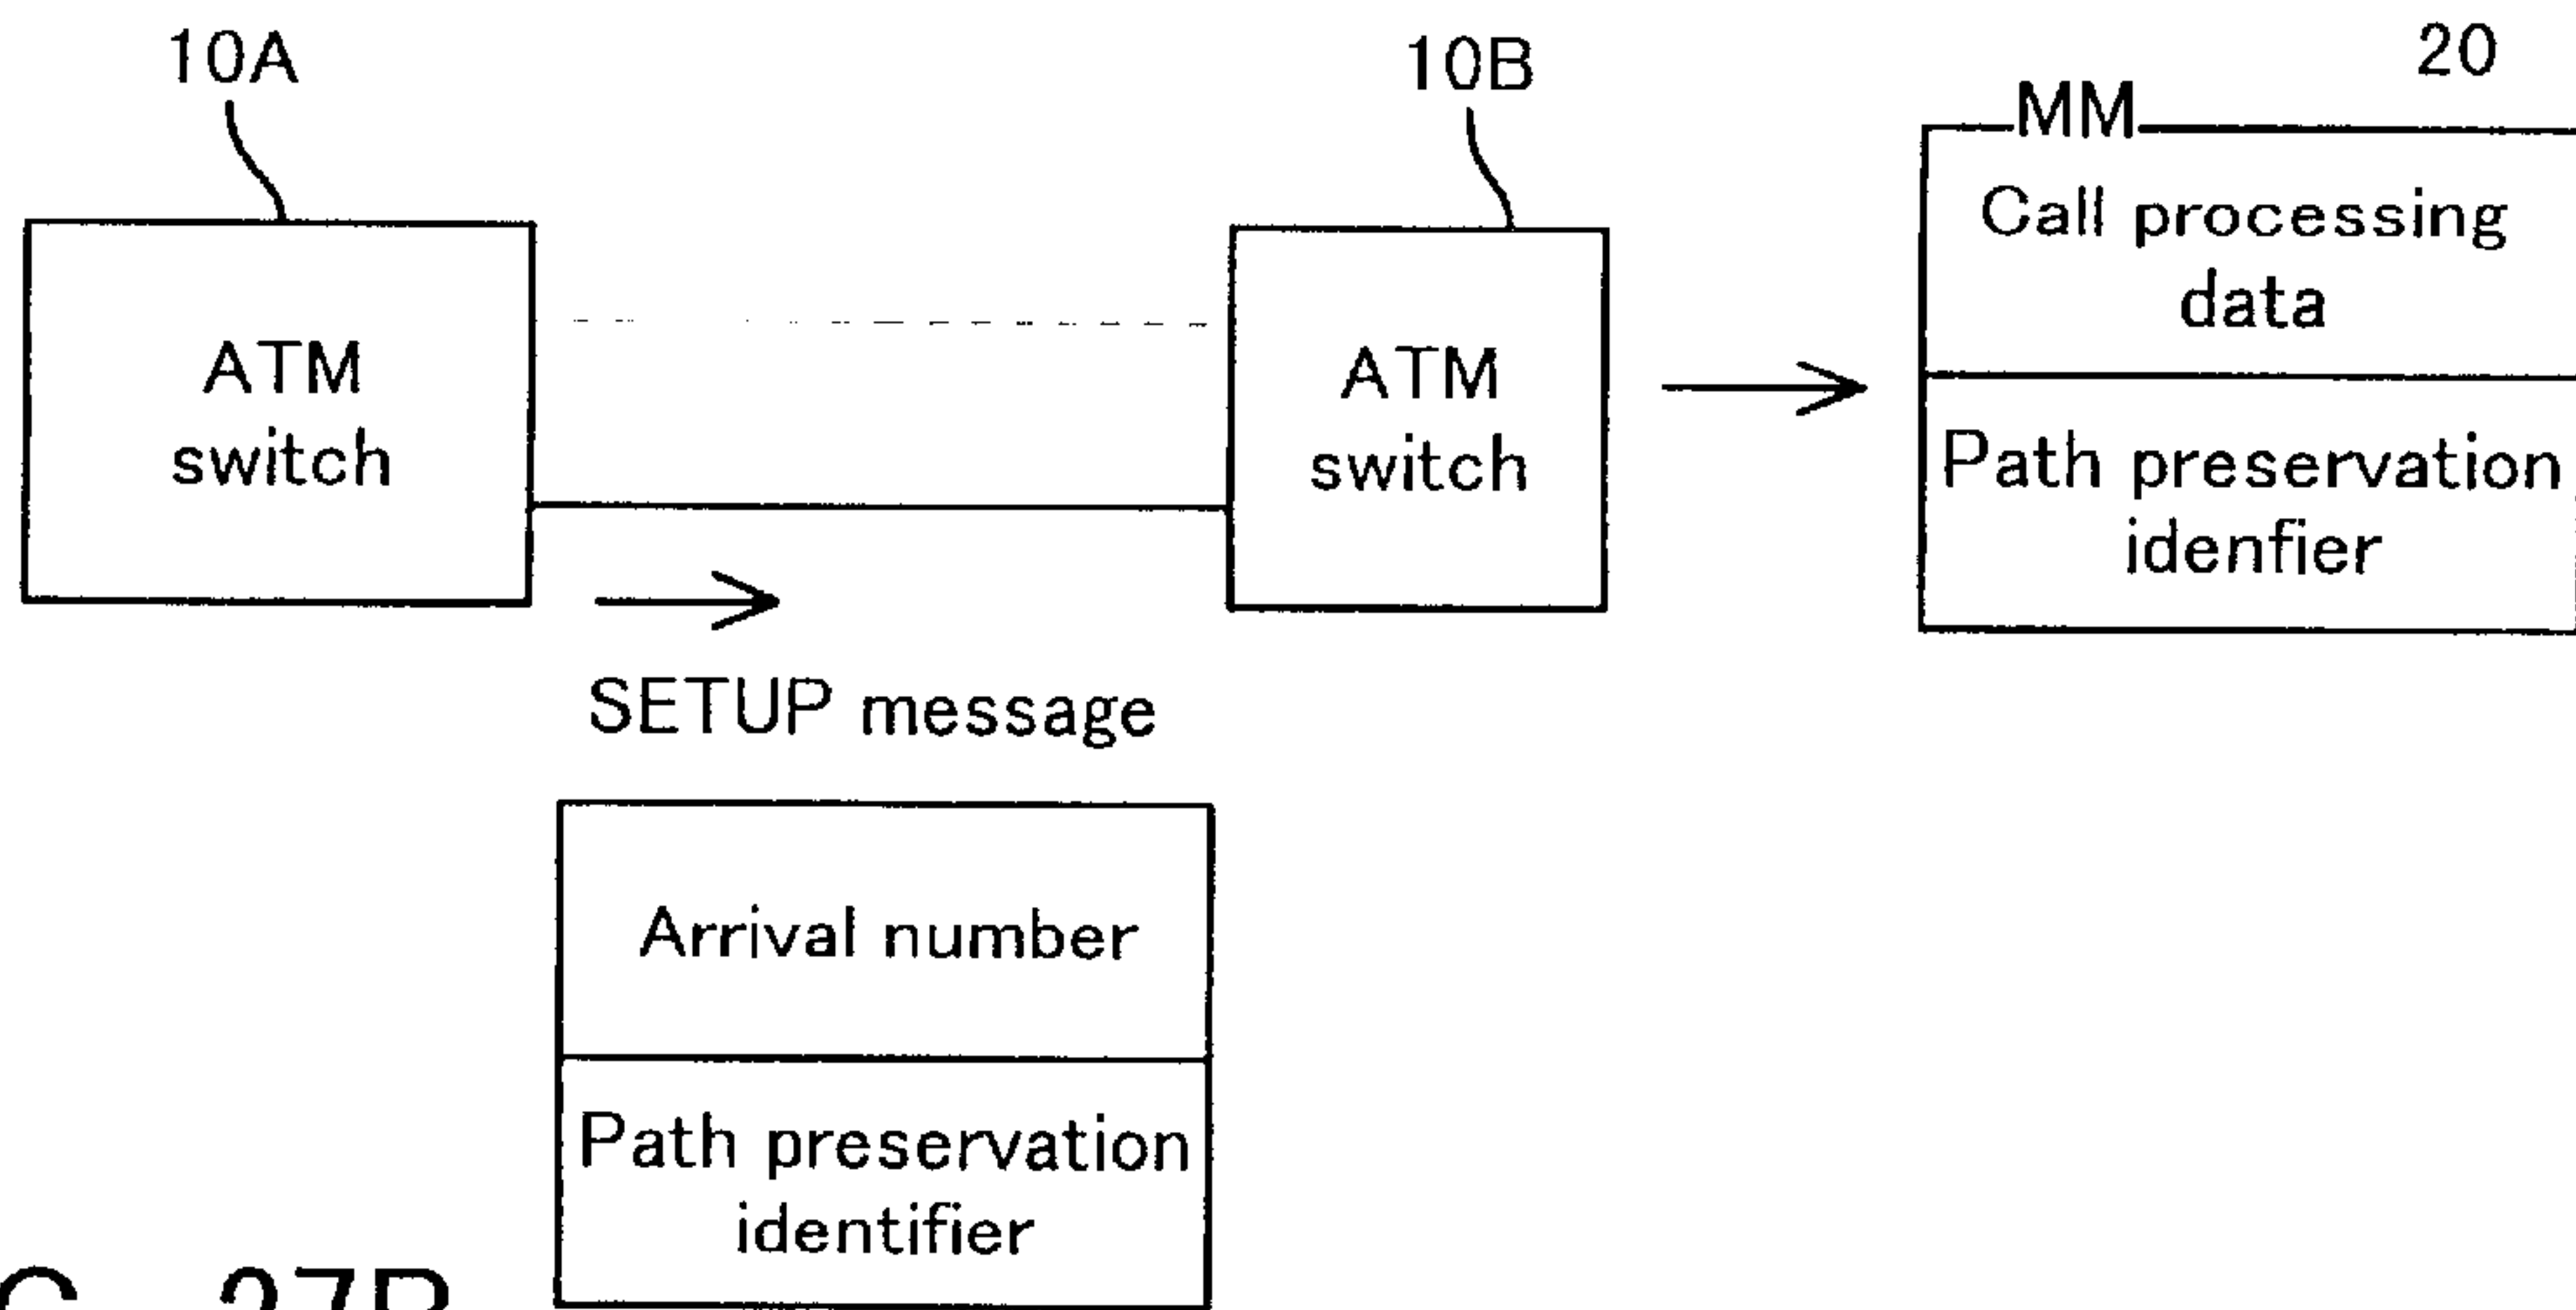 10A
10B
20
MM
Call processing
data
ATM
switch
ATM
switch
Path preservation
idenfier
SETUP message
Arrival number
Path preservation
identifier
27B